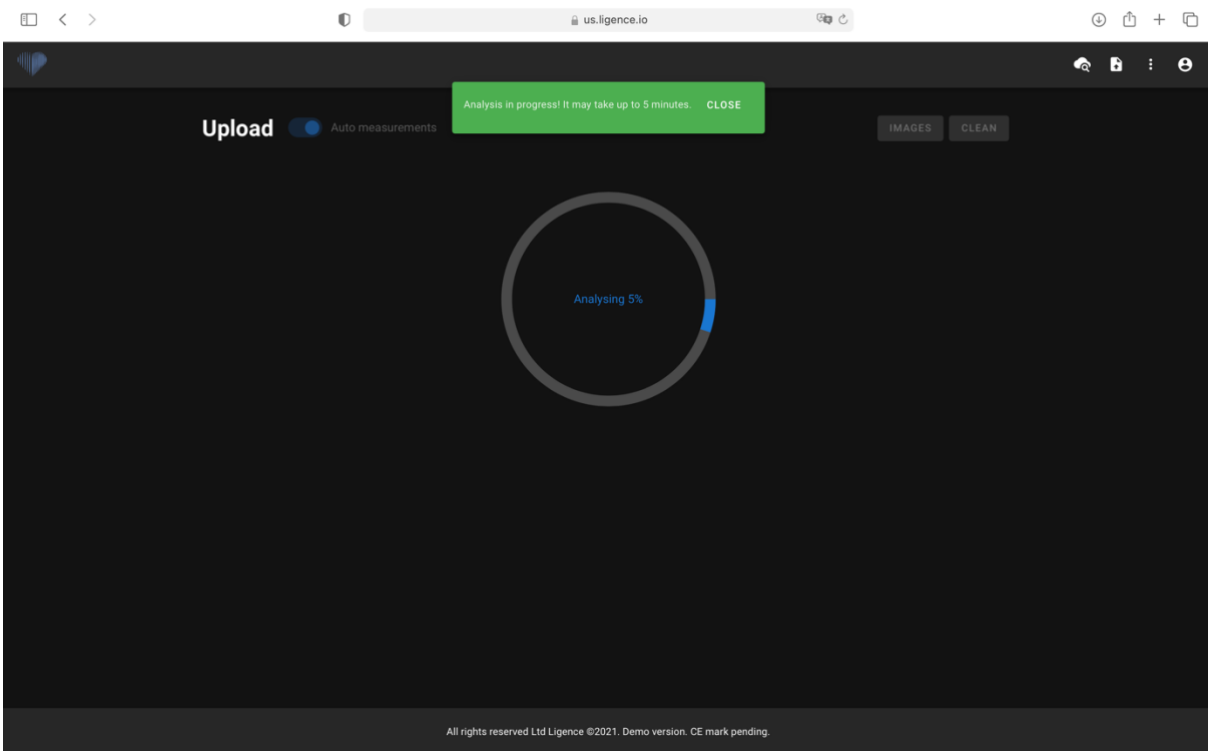 us.ligence.io
Analysis in progress! It may take up to 5 minutes. CLOSE
Upload Auto measurements IMAGES CLEAN
Analysing 5%
All rights reserved Ltd Ligence ©2021. Demo version. CE mark pending.